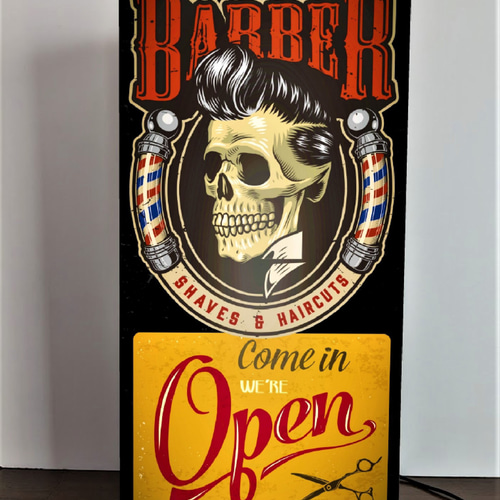 BARBER
SHAVES & HAIRCUTS
Come in
WE'RE
Open